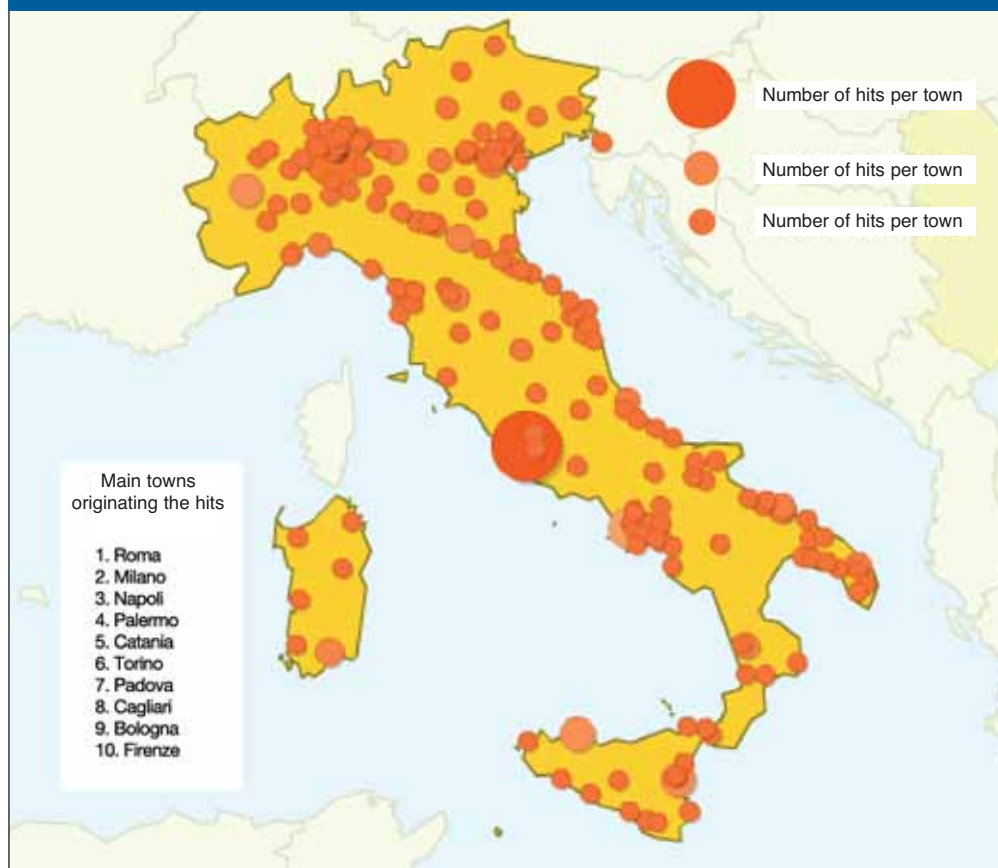 Number of hits per town
Number of hits per town
Number of hits per town
Main towns
originating the hits
1. Roma
2. Milano
3. Napoli
4. Palermo
5. Catania
6. Torino
7. Padova
8. Cagliari
9. Bologna
10. Firenze